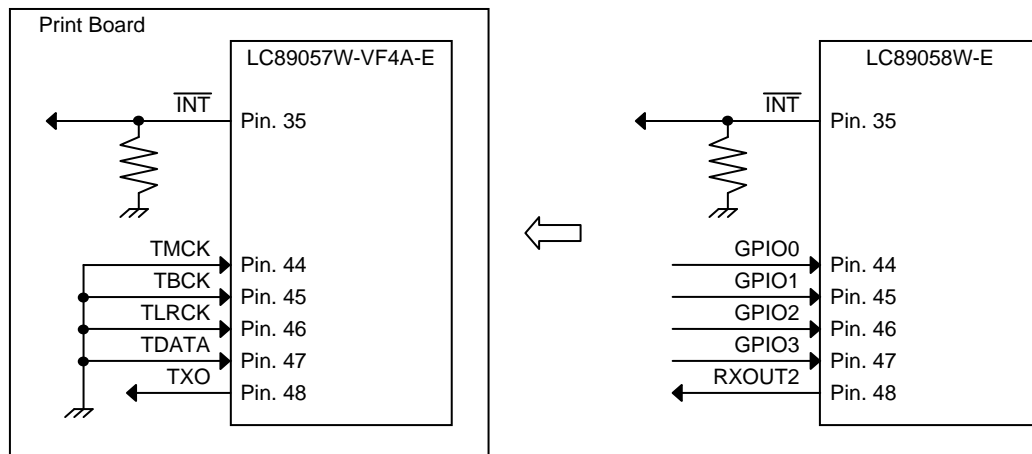 Print Board
LC89057W-VF4A-E
INT
Pin. 35
TMCK
Pin. 44
TBCK
Pin. 45
TLRCK
Pin. 46
TDATA
Pin. 47
TXO
Pin. 48
LC89058W-E
INT
Pin. 35
GPIO0
Pin. 44
GPIO1
Pin. 45
GPIO2
Pin. 46
GPIO3
Pin. 47
RXOUT2
Pin. 48